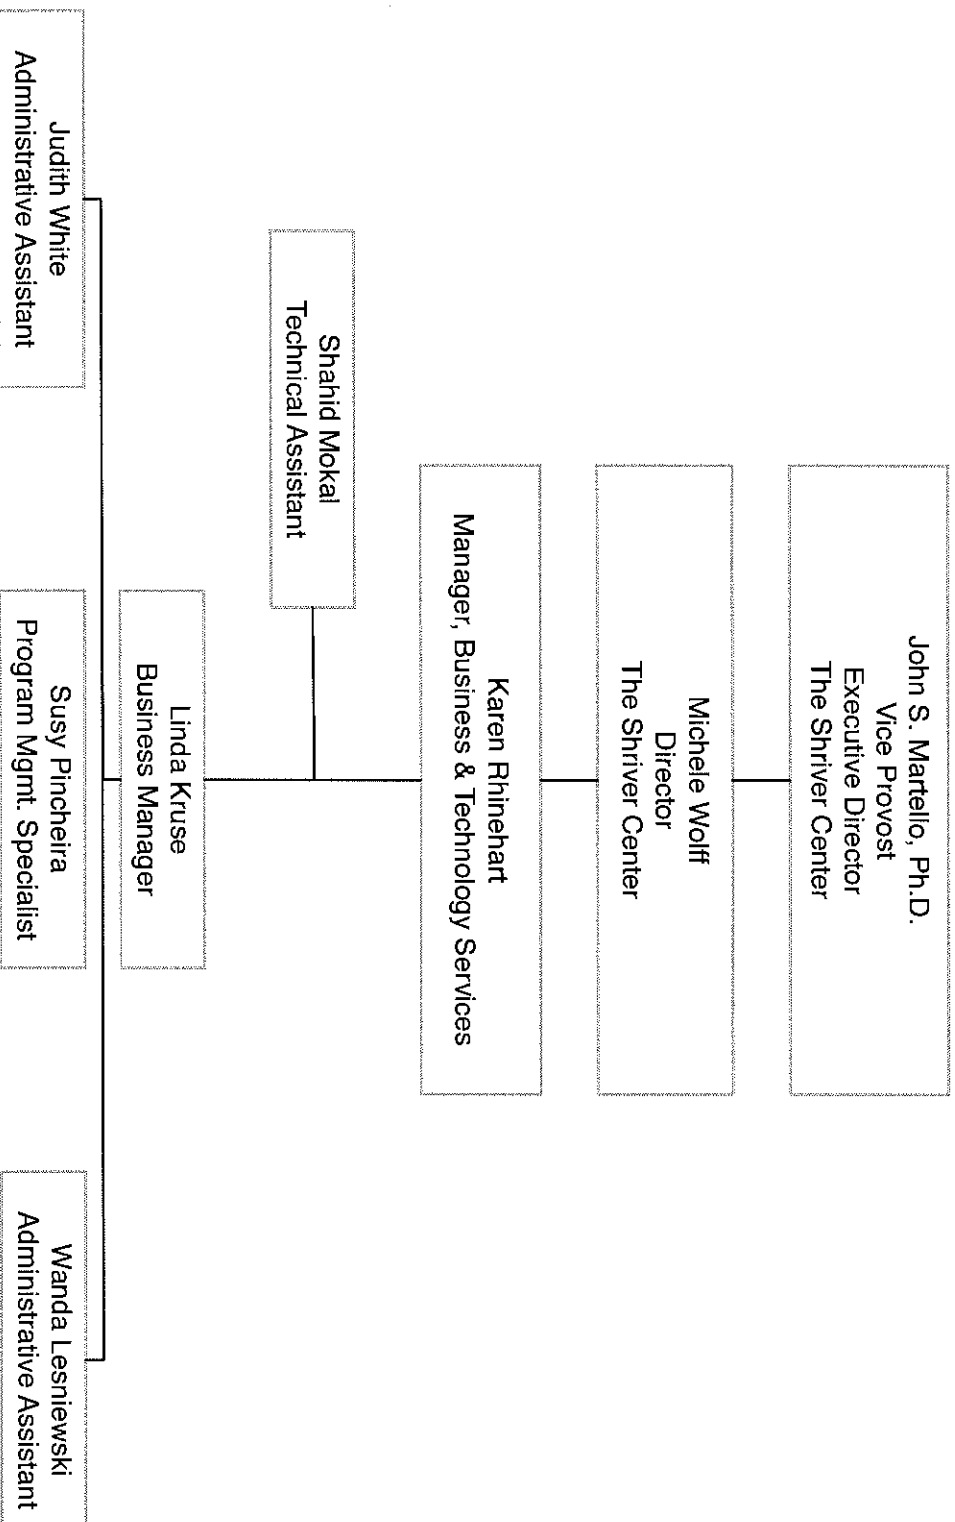 John S. Martello, Ph.D.
Vice Provost
Executive Director
The Shriver Center
Michele Wolff
Director
The Shriver Center
Karen Rhinehart
Manager, Business & Technology Services
Shahid Mokal
Technical Assistant
Linda Kruse
Business Manager
Judith White
Administrative Assistant
Susy Pincheira
Program Mgmt. Specialist
Wanda Lesniewski
Administrative Assistant